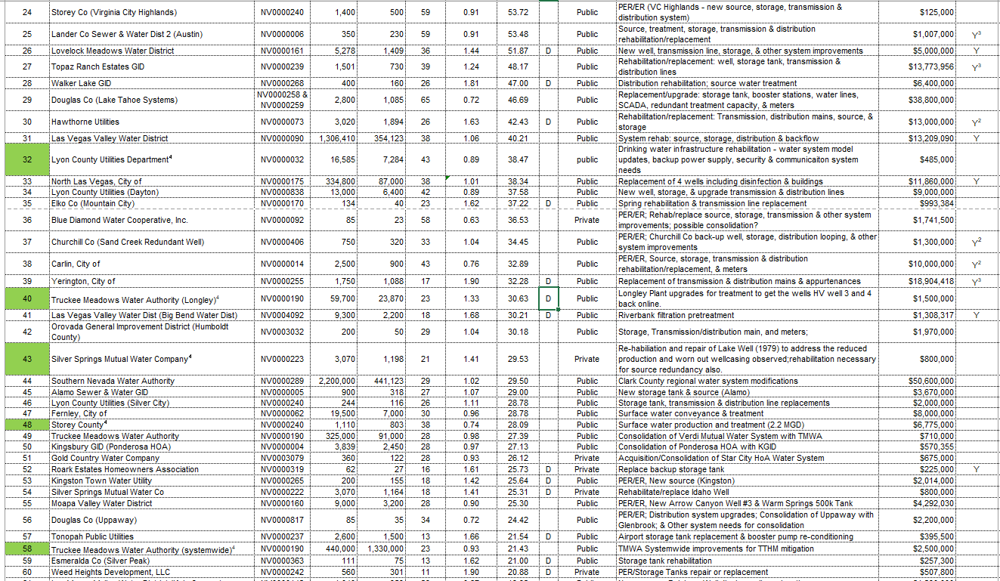 24 Storey Co (Virginia City Highlands) NV0000240 1,400 500 59 0.91 53.72 Public PER/ER (VC Highlands - new source, storage, transmission & $125,000
distribution system)
25 Lander Co Sewer & Water Dist 2 (Austin) NV0000006 350 230 59 0.91 53.48 Public Source, treatment, storage, transmission & distribution $1,007,000 Y³
rehabilitation/replacement
26 Lovelock Meadows Water District NV0000161 5,278 1,409 36 1.44 51.87 D Public New well, transmission line, storage, & other system improvements $5,000,000 Y
27 Topaz Ranch Estates GID NV0000239 1,240 730 39 1.24 48.17 Public Rehabilitation/replacement: well, storage tank, transmission & $13,773,956 Y³
distribution lines
28 Walker Lake GID NV0000268 400 160 26 1.81 47.00 D Public Distribution rehabilitation; source water treatment $6,400,000
29 Douglas Co (Lake Tahoe Systems) NV0000258 & 2,800 1,085 65 0.72 46.69 Public Replacement/upgrade: storage tank, booster stations, water lines, $38,800,000
NV0000259 SCADA, redundant treatment capacity, & meters
30 Hawthorne Utilities NV0000073 3,020 1,894 26 1.63 42.43 D Public Rehabilitation/replacement: Transmission, distribution mains, source, & $13,000,000 Y²
storage
31 Las Vegas Valley Water District NV0000090 1,306,410 354,123 38 1.06 40.21 Public System rehab: source, storage, distribution & backflow $13,209,090 Y
32 Lyon County Utilities Department⁴ NV0000032 16,585 7,284 43 0.89 38.47 public Drinking water infrastructure rehabilitation - water system model $485,000
updates, backup power supply, security & communicaiton system
needs
33 North Las Vegas, City of NV0000175 334,800 87,000 38 1.01 38.34 Public Replacement of 4 wells including disinfection & buildings $11,860,000 Y
34 Lyon County Utilities (Dayton) NV0000838 13,000 6,400 42 0.89 37.58 Public New well, storage, & upgrade transmission & distribution lines $9,000,000
35 Elko Co (Mountain City) NV0000170 134 40 23 1.62 37.22 D Public Spring rehabilitation & transmission line replacement $993,384
36 Blue Diamond Water Cooperative, Inc. NV0000092 85 23 58 0.63 36.53 Private PER/ER; Rehab/replace source, storage, transmission & other system $1,741,500
improvements; possible consolidation?
37 Churchill Co (Sand Creek Redundant Well) NV0000406 750 320 33 1.04 34.45 Public PER/ER; Churchill Co back-up well, storage, distribution looping, & other $1,300,000 Y²
system improvements
38 Carlin, City of NV0000014 2,500 900 43 0.76 32.89 Public PER/ER, Source, storage, transmission & distribution $10,000,000 Y²
rehabilitation/replacement, & meters
39 Yerington, City of NV0000255 1,750 1,088 17 1.90 32.28 D Public Replacement of transmission & distribution mains & appurtenances $18,904,418 Y³
40 Truckee Meadows Water Authority (Longley)⁴ NV0000190 59,700 23,870 23 1.33 30.63 D Public Longley Plant upgrades for treatment to get the wells HV well 3 and 4 $1,500,000
back online.
41 Las Vegas Valley Water Dist (Big Bend Water Dist) NV0004092 9,300 2,200 18 1.68 30.21 D Public Riverbank filtration pretreatment $1,308,317 Y
42 Orovada General Improvement District (Humboldt NV0003032 200 50 29 1.04 30.18 Public Storage, Transmission/distribution main, and meters; $1,970,000
County)
43 Silver Springs Mutual Water Company⁴ NV0000223 3,070 1,198 21 1.41 29.53 Private Re-habiliation and repair of Lake Well (1979) to address the reduced $800,000
production and worn out wellcasing observed;rehabilitation necessary
for source redundancy also.
44 Southern Nevada Water Authority NV0000289 2,200,000 441,123 29 1.02 29.50 Public Clark County regional water system modifications $50,600,000
45 Alamo Sewer & Water GID NV0000005 900 318 27 1.07 29.00 Public New storage tank & source (Alamo) $3,670,000
46 Lyon County Utilities (Silver City) NV0000240 244 116 26 1.11 28.78 Public Storage tank, transmission & distribution line replacements $2,000,000
47 Fernley, City of NV0000062 19,500 7,000 30 0.96 28.78 Public Surface water conveyance & treatment $8,000,000
48 Storey County⁴ NV0000240 1,110 803 38 0.74 28.09 Public Surface water production and treatment (2.2 MGD) $6,775,000
49 Truckee Meadows Water Authority NV0000190 325,000 91,000 28 0.98 27.39 Public Consolidation of Verdi Mutual Water System with TMWA $710,000
50 Kingsbury GID (Ponderosa HOA) NV0000004 3,839 2,450 28 0.97 27.13 Public Consolidation of Ponderosa HOA with KGID $570,355
51 Gold Country Water Company NV0003079 360 122 28 0.93 26.12 Private Acquisition/Consolidation of Star City HoA Water System $675,000
52 Roark Estates Homeowners Association NV0000319 62 27 16 1.61 25.73 D Private Replace backup storage tank $225,000 Y
53 Kingston Town Water Utility NV0000265 200 155 18 1.42 25.64 D Public PER/ER, New source (Kingston) $2,014,000
54 Silver Springs Mutual Water Co NV0000222 3,070 1,164 18 1.41 25.31 D Private Rehabilitate/replace Idaho Well $800,000
55 Moapa Valley Water District NV0000160 9,000 3,200 28 0.90 25.30 Public PER/ER, New Arrow Canyon Well #3 & Warm Springs 500k Tank $4,292,030
56 Douglas Co (Uppaway) NV0000817 85 35 34 0.72 24.42 Public PER/ER; Distribution system upgrades; Consolidation of Uppaway with $2,200,000
Glenbrook; & Other system needs for consolidation
57 Tonopah Public Utilities NV0000237 2,600 1,500 13 1.66 21.54 D Public Airport storage tank replacement & booster pump re-conditioning $395,500
58 Truckee Meadows Water Authority (systemwide)⁴ NV0000190 440,000 1,330,000 23 0.93 21.43 Public TMWA Systemwide improvements for TTHM mitigation $2,500,000
59 Esmeralda Co (Silver Peak) NV0000363 111 75 13 1.62 21.00 D Public Storage tank rehabilitation $257,300
60 Weed Heights Development, LLC NV0000242 560 301 11 1.90 20.88 D Private PER/Storage Tanks repair or replacement $507,809